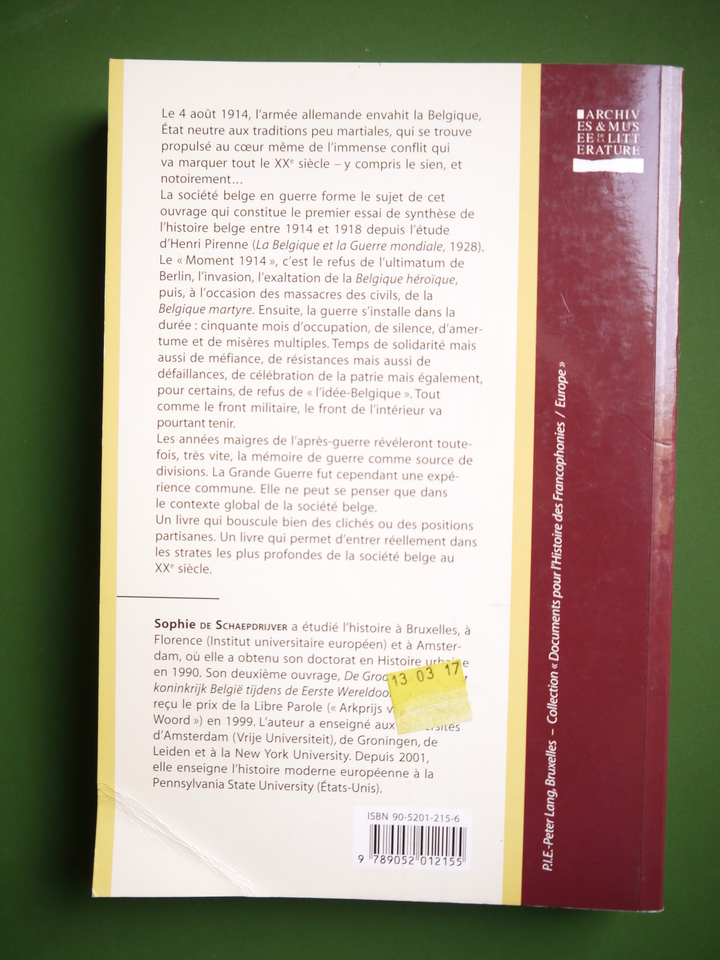 Le 4 août 1914, l'armée allemande envahit la Belgique,
État neutre aux traditions peu martiales, qui se trouve
propulsé au cœur même de l'immense conflit qui
va marquer tout le XXe siècle – y compris le sien, et
notoirement...
La société belge en guerre forme le sujet de cet
ouvrage qui constitue le premier essai de synthèse de
l'histoire belge entre 1914 et 1918 depuis l'étude
d'Henri Pirenne (La Belgique et la Guerre mondiale, 1928).
Le « Moment 1914 », c'est le refus de l'ultimatum de
Berlin, l'invasion, l'exaltation de la Belgique héroïque,
puis, à l'occasion des massacres des civils, de la
Belgique martyre. Ensuite, la guerre s'installe dans la
durée : cinquante mois d'occupation, de silence, d'amer-
tume et de misères multiples. Temps de solidarité mais
aussi de méfiance, de résistances mais aussi de
défaillances, de célébration de la patrie mais également,
pour certains, de refus de « l'idée-Belgique ». Tout
comme le front militaire, le front de l'intérieur va
pourtant tenir.
Les années maigres de l'après-guerre révéleront toute-
fois, très vite, la mémoire de guerre comme source de
divisions. La Grande Guerre fut cependant une expé-
rience commune. Elle ne peut se penser que dans
le contexte global de la société belge.
Un livre qui bouscule bien des clichés ou des positions
partisanes. Un livre qui permet d'entrer réellement dans
les strates les plus profondes de la société belge au
XXe siècle.
Sophie DE SCHAEPDRIJVER a étudié l'histoire à Bruxelles, à
Florence (Institut universitaire européen) et à Amster-
dam, où elle a obtenu son doctorat en Histoire urbaine
en 1990. Son deuxième ouvrage, De
koninkrijk België tijdens de Eerste
reçu le prix de la Libre Parole (« Arkprijs
Woord ») en 1999. L'auteur a enseigné aux
d'Amsterdam (Vrije Universiteit), de Groningen, de
Leiden et à la New York University. Depuis 2001,
elle enseigne l'histoire moderne européenne à la
Pennsylvania State University (États-Unis).
13 03 17
ISBN 90-5201-215-6
9 789052 012155
ARCHIV
ES & MUS
EE DE LA LITT
ERATURE
P.I.E.-Peter Lang, Bruxelles – Collection « Documents pour l'Histoire des Francophonies / Europe »